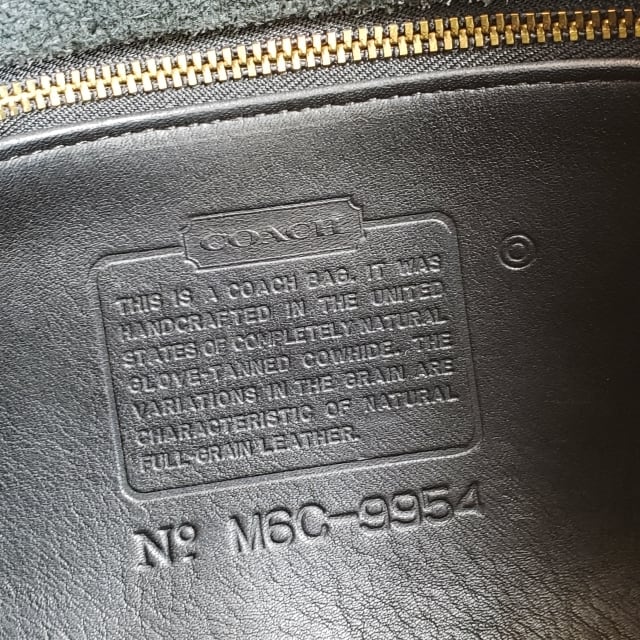 COACH
©
THIS IS A COACH BAG. IT WAS
HANDCRAFTED IN THE UNITED
STATES OF COMPLETELY NATURAL
GLOVE-TANNED COWHIDE. THE
VARIATIONS IN THE GRAIN ARE
CHARACTERISTIC OF NATURAL
FULL-GRAIN LEATHER.
Nº M6C-9954